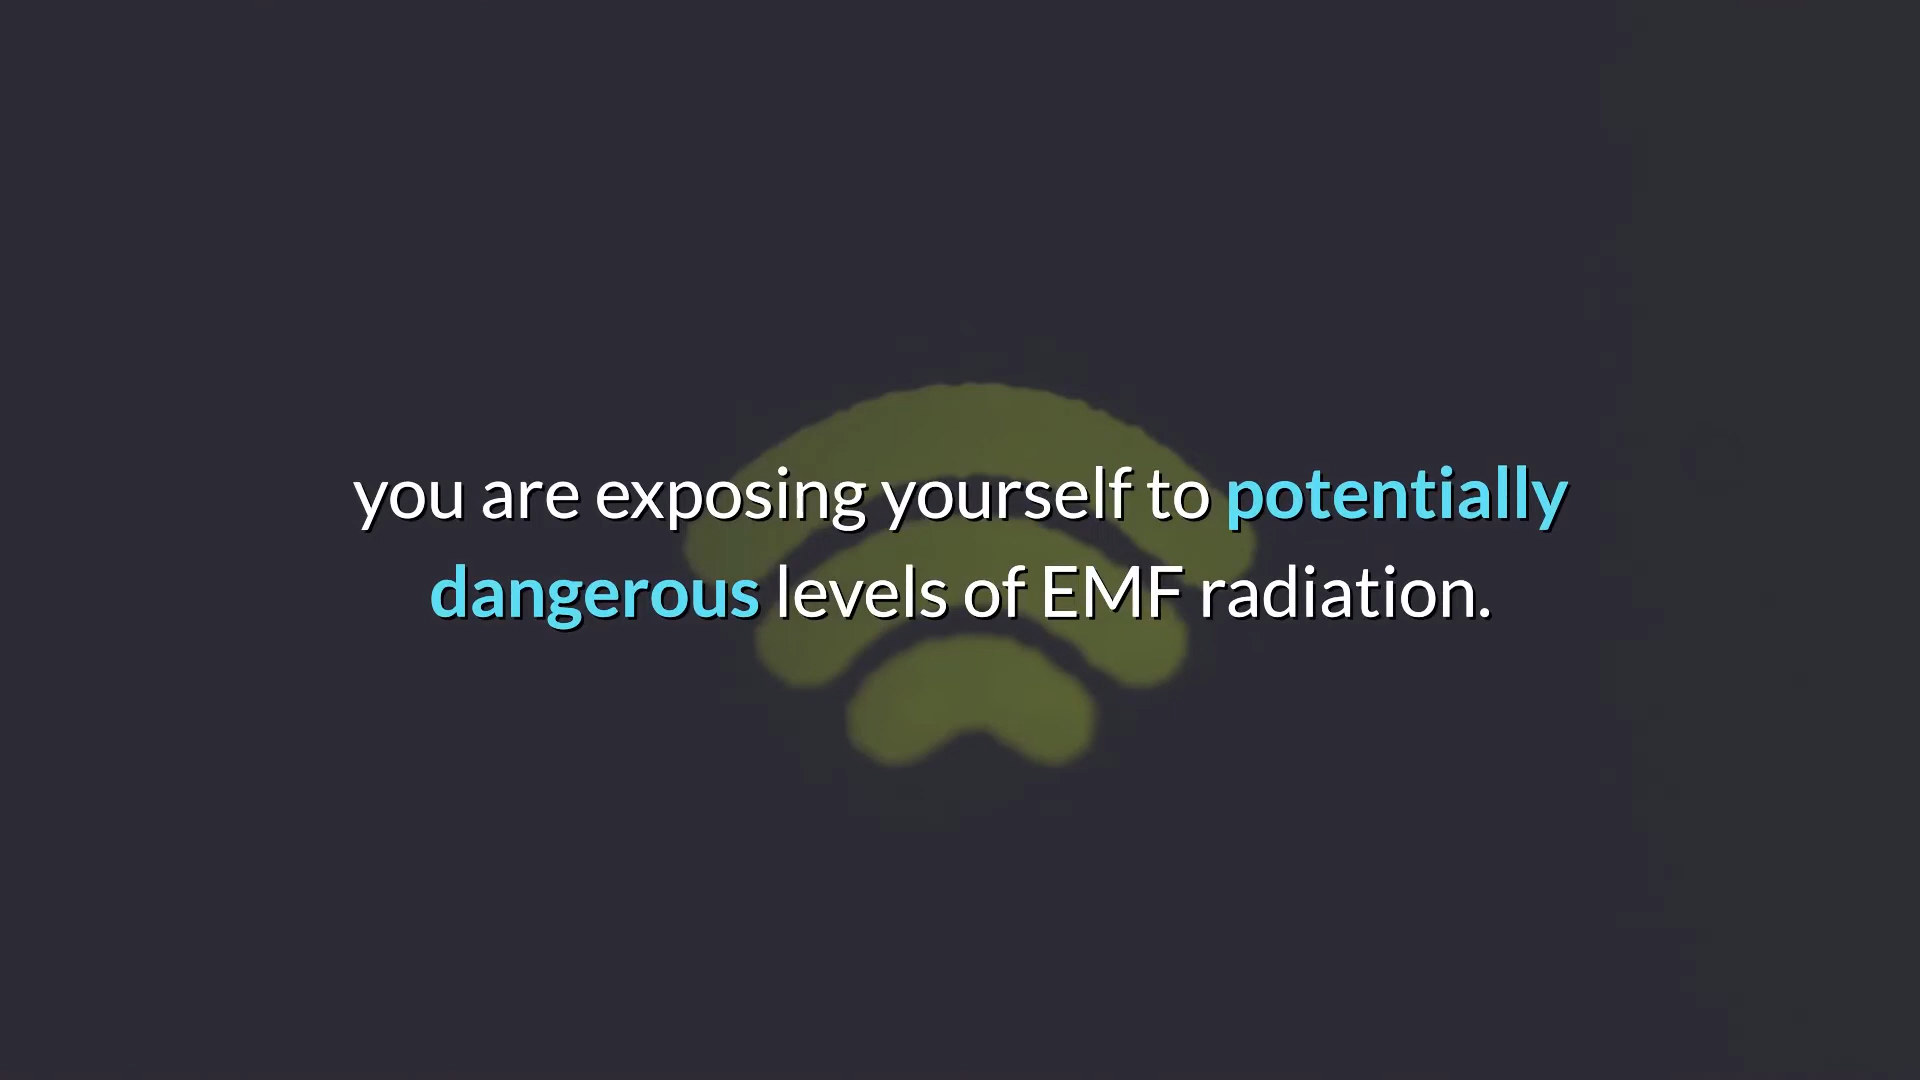 you are exposing yourself to potentially
dangerous levels of EMF radiation.